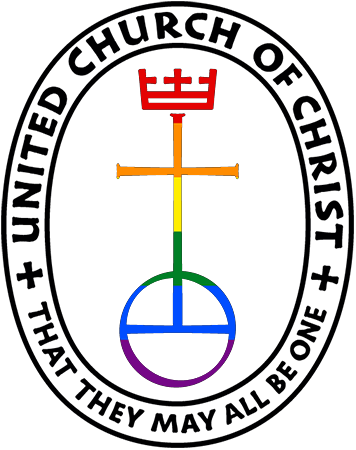 UNITED CHURCH OF CHRIST
THAT THEY MAY ALL BE ONE